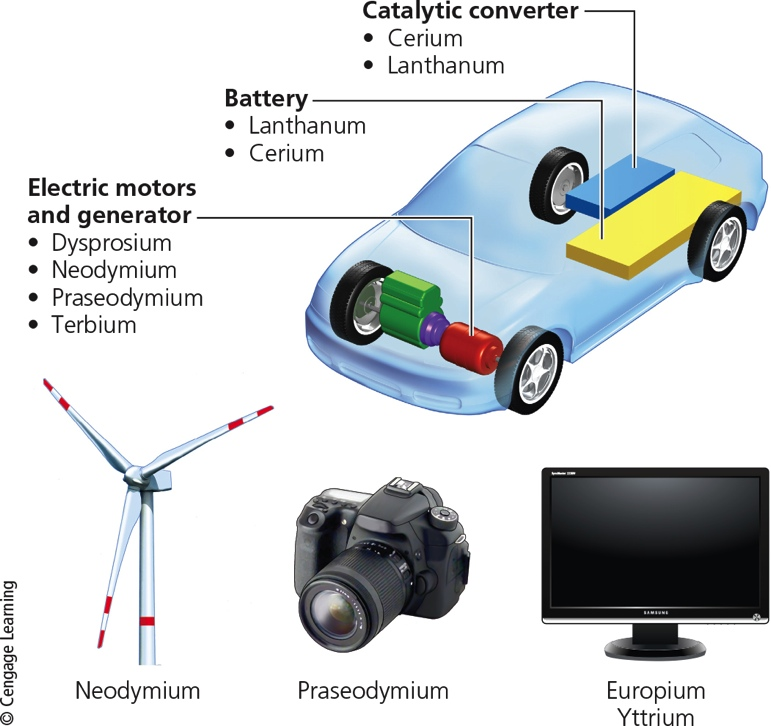 Catalytic converter
• Cerium
• Lanthanum
Battery
• Lanthanum
• Cerium
Electric motors
and generator
• Dysprosium
• Neodymium
• Praseodymium
• Terbium
SAMSUNG
Neodymium
Praseodymium
Europium
Yttrium
© Cengage Learning